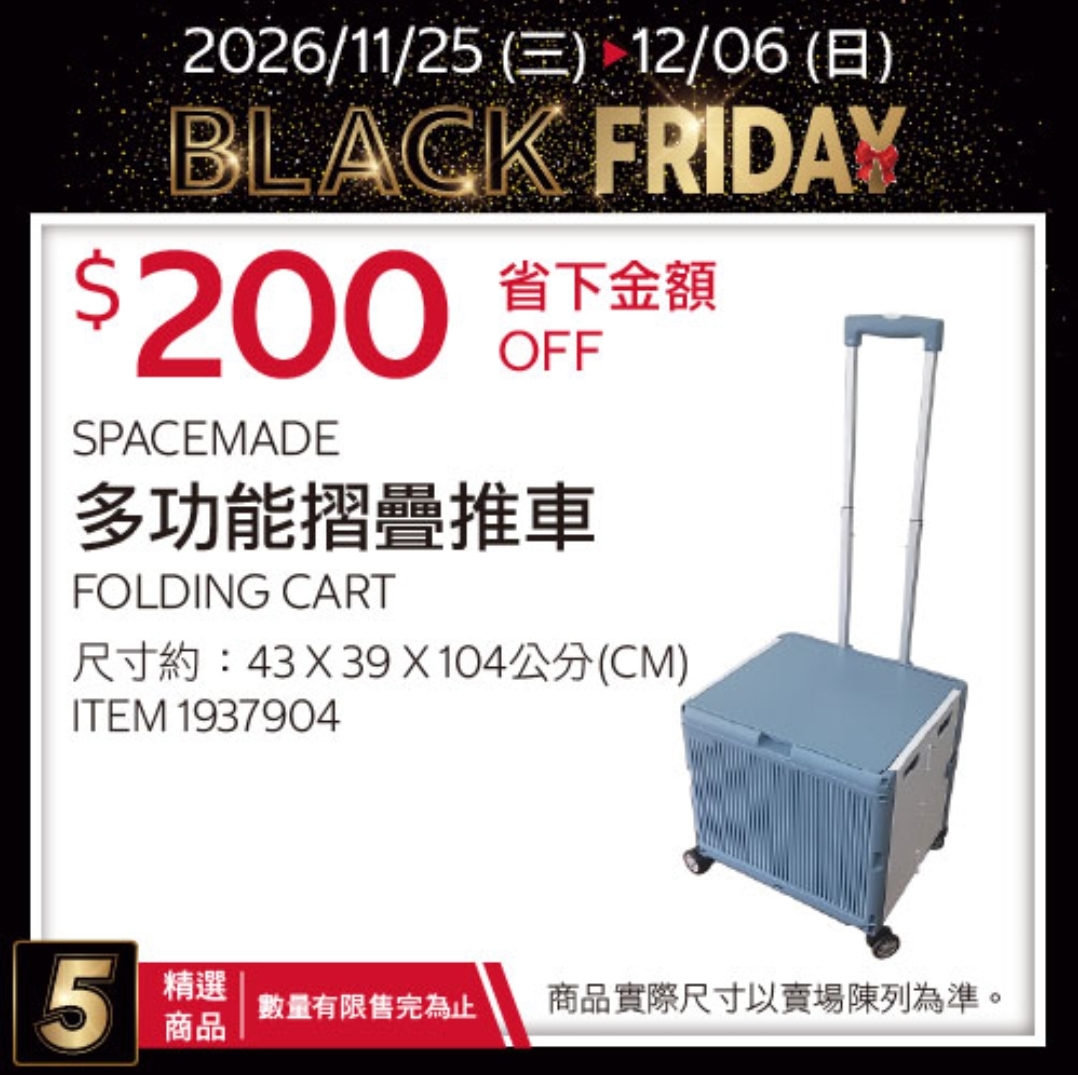 2026/11/25 (三) ▶12/06 (日)
BLACK FRIDAY
$200 省下金額
OFF
SPACEMADE
多功能摺疊推車
FOLDING CART
尺寸約：43 X 39 X 104公分(CM)
ITEM 1937904
5
精選
商品
數量有限售完為止
商品實際尺寸以賣場陳列為準。